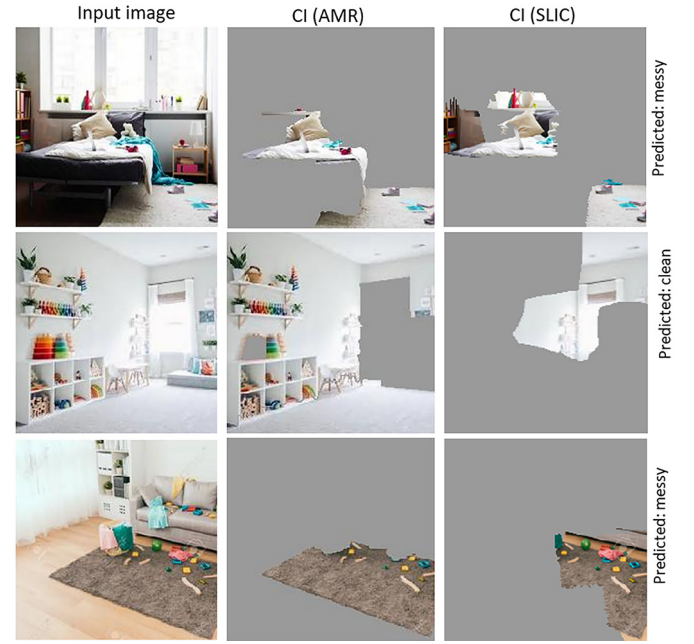 Input image
CI (AMR)
CI (SLIC)
Predicted: messy
Predicted: clean
Predicted: messy